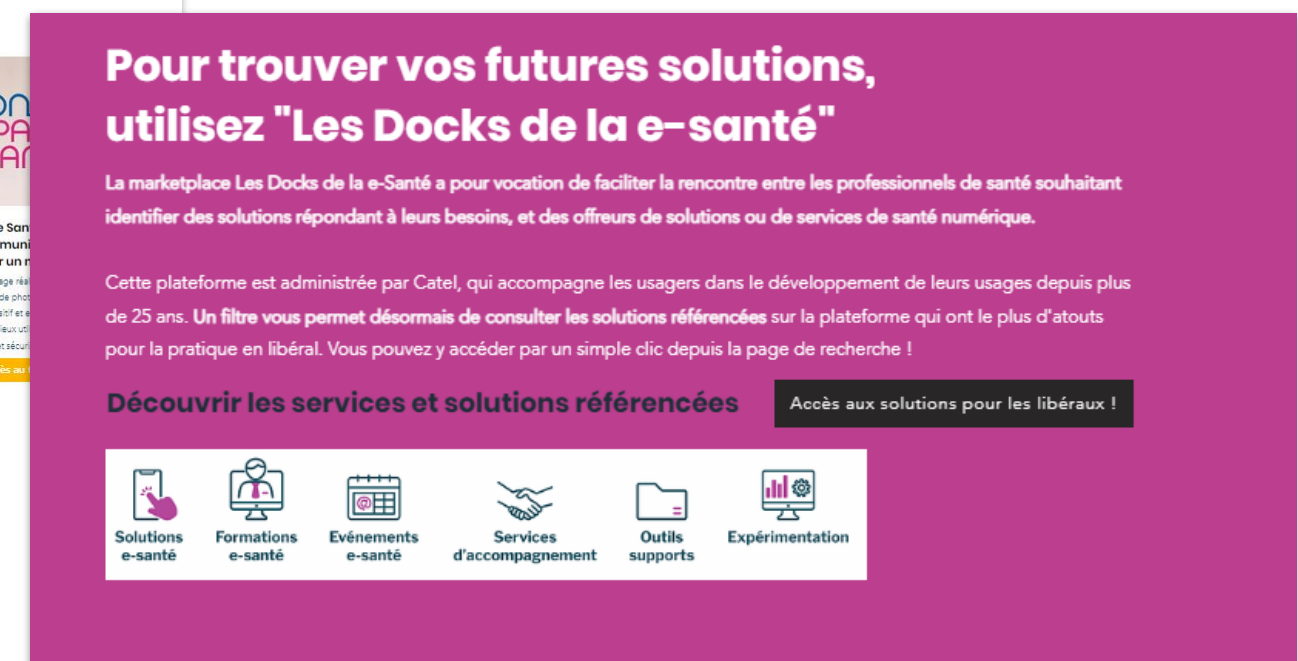 Pour trouver vos futures solutions,
utilisez "Les Docks de la e-santé"
La marketplace Les Docks de la e-Santé a pour vocation de faciliter la rencontre entre les professionnels de santé souhaitant
identifier des solutions répondant à leurs besoins, et des offreurs de solutions ou de services de santé numérique.
Cette plateforme est administrée par Catel, qui accompagne les usagers dans le développement de leurs usages depuis plus
de 25 ans. Un filtre vous permet désormais de consulter les solutions référencées sur la plateforme qui ont le plus d'atouts
pour la pratique en libéral. Vous pouvez y accéder par un simple clic depuis la page de recherche !
Découvrir les services et solutions référencées
Accès aux solutions pour les libéraux !
Solutions
e-santé
Formations
e-santé
Evénements
e-santé
Services
d'accompagnement
Outils
supports
Expérimentation